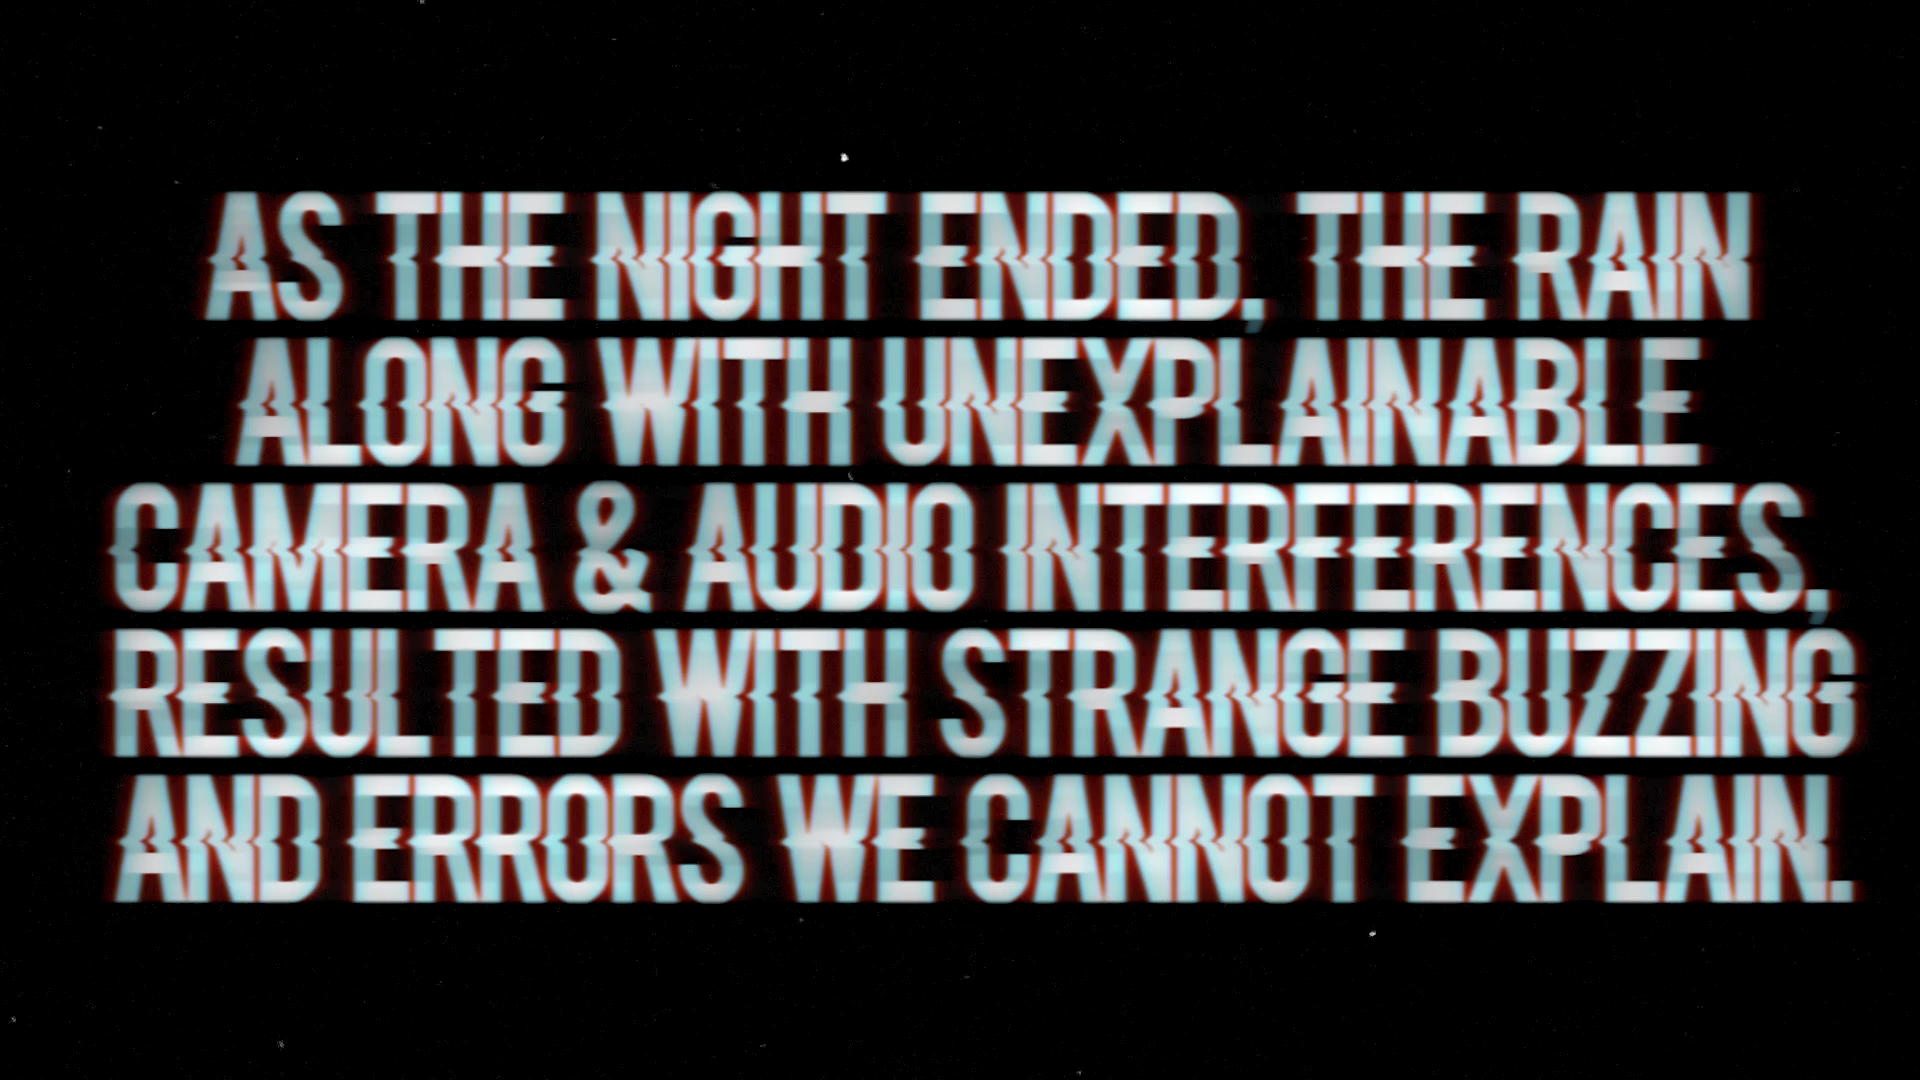 AS THE NIGHT ENDED, THE RAIN
ALONG WITH UNEXPLAINABLE
CAMERA & AUDIO INTERFERENCES,
RESULTED WITH STRANGE BUZZING
AND ERRORS WE CANNOT EXPLAIN.